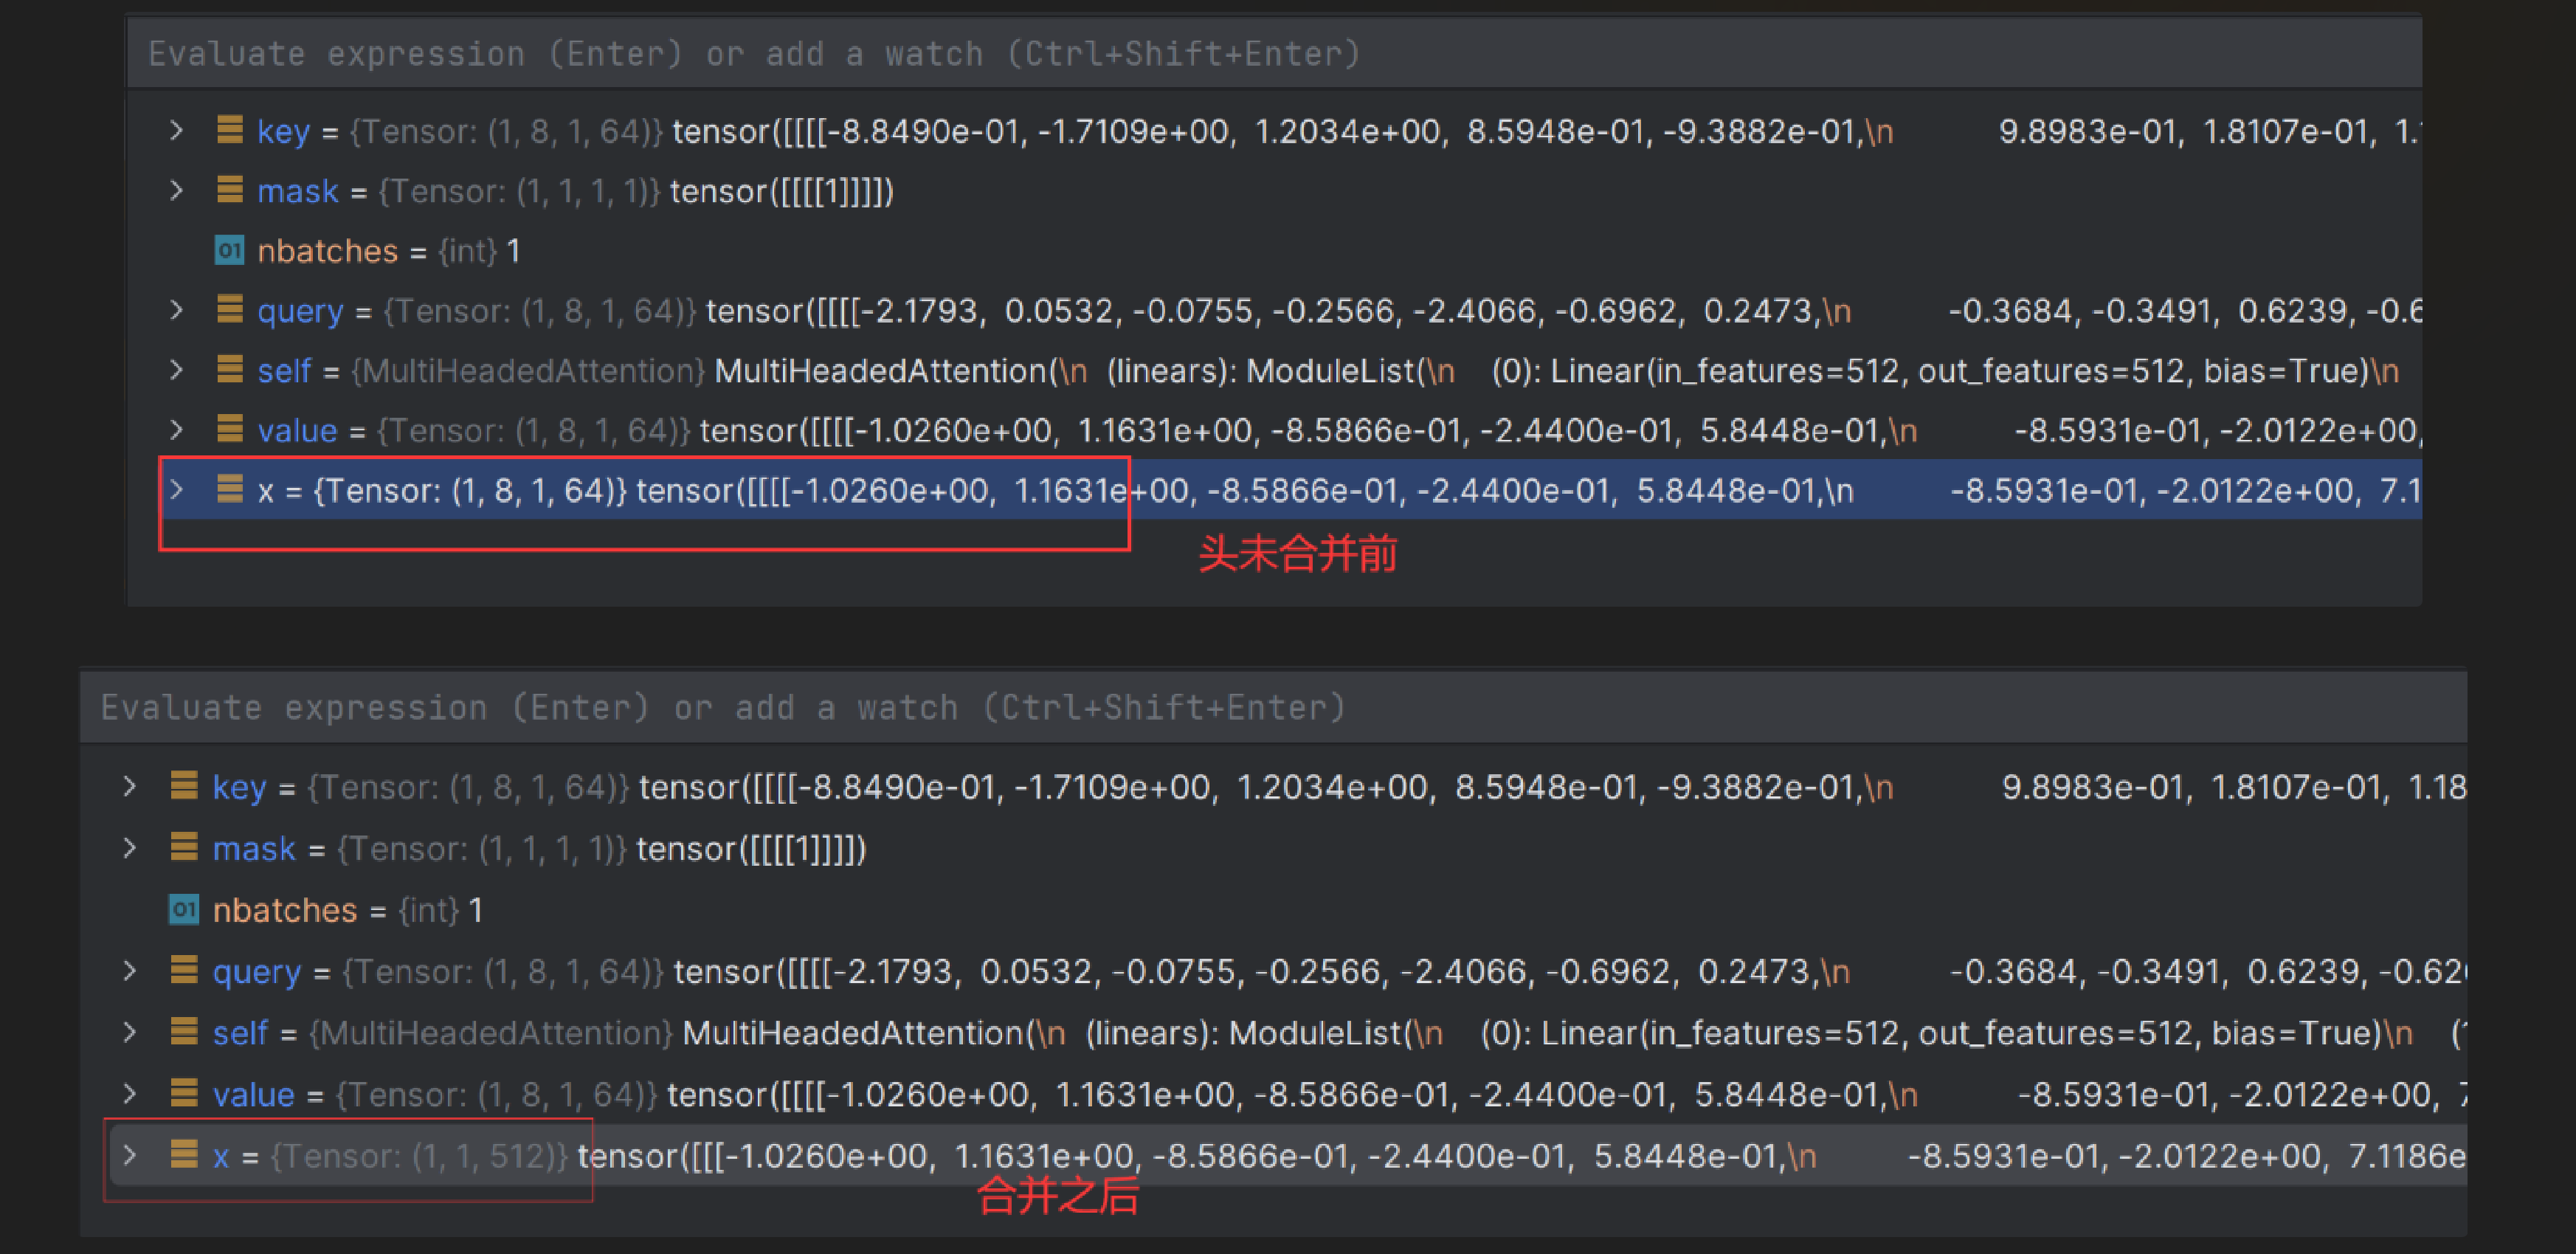 Evaluate expression (Enter) or add a watch (Ctrl+Shift+Enter)
key = {Tensor: (1, 8, 1, 64)} tensor([[[[-8.8490e-01, -1.7109e+00, 1.2034e+00, 8.5948e-01, -9.3882e-01,\n 9.8983e-01, 1.8107e-01, 1.
mask = {Tensor: (1, 1, 1, 1)} tensor([[[[1]]]])
01 nbatches = {int} 1
query = {Tensor: (1, 8, 1, 64)} tensor([[[[-2.1793, 0.0532, -0.0755, -0.2566, -2.4066, -0.6962, 0.2473,\n -0.3684, -0.3491, 0.6239, -0.6
self = {MultiHeadedAttention} MultiHeadedAttention(\n (linears): ModuleList(\n (0): Linear(in_features=512, out_features=512, bias=True)\n
value = {Tensor: (1, 8, 1, 64)} tensor([[[[-1.0260e+00, 1.1631e+00, -8.5866e-01, -2.4400e-01, 5.8448e-01,\n -8.5931e-01, -2.0122e+00,
x = {Tensor: (1, 8, 1, 64)} tensor([[[[-1.0260e+00, 1.1631e+00, -8.5866e-01, -2.4400e-01, 5.8448e-01,\n -8.5931e-01, -2.0122e+00, 7.1
头未合并前
Evaluate expression (Enter) or add a watch (Ctrl+Shift+Enter)
key = {Tensor: (1, 8, 1, 64)} tensor([[[[-8.8490e-01, -1.7109e+00, 1.2034e+00, 8.5948e-01, -9.3882e-01,\n 9.8983e-01, 1.8107e-01, 1.18
mask = {Tensor: (1, 1, 1, 1)} tensor([[[[1]]]])
01 nbatches = {int} 1
query = {Tensor: (1, 8, 1, 64)} tensor([[[[-2.1793, 0.0532, -0.0755, -0.2566, -2.4066, -0.6962, 0.2473,\n -0.3684, -0.3491, 0.6239, -0.62
self = {MultiHeadedAttention} MultiHeadedAttention(\n (linears): ModuleList(\n (0): Linear(in_features=512, out_features=512, bias=True)\n (
value = {Tensor: (1, 8, 1, 64)} tensor([[[[-1.0260e+00, 1.1631e+00, -8.5866e-01, -2.4400e-01, 5.8448e-01,\n -8.5931e-01, -2.0122e+00,
x = {Tensor: (1, 1, 512)} tensor([[[-1.0260e+00, 1.1631e+00, -8.5866e-01, -2.4400e-01, 5.8448e-01,\n -8.5931e-01, -2.0122e+00, 7.1186e
合并之后